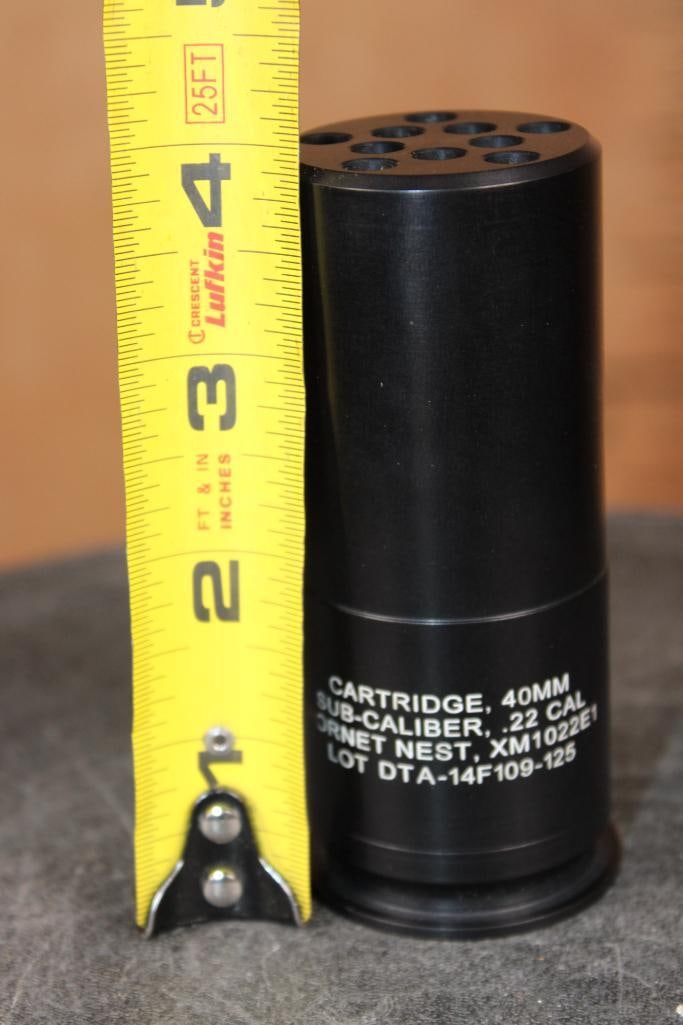 25FT
4
CRESCENT
Lufkin
3
FT & IN
INCHES
2
1
CARTRIDGE, 40MM
SUB-CALIBER, .22 CAL
ORNET NEST, XM1022E1
LOT DTA-14F109-125